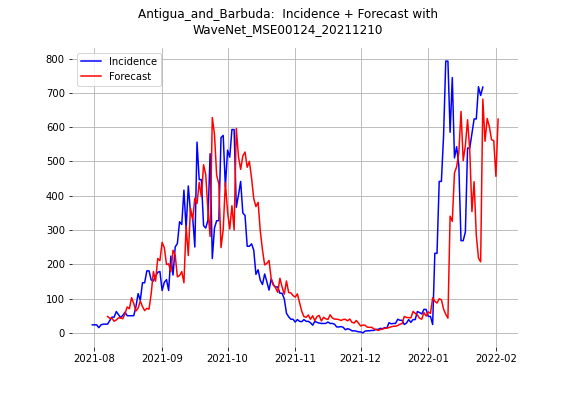 Antigua_and_Barbuda:  Incidence + Forecast with
WaveNet_MSE00124_20211210
Incidence
Forecast
800
700
600
500
400
300
200
100
0
2021-08 2021-09 2021-10 2021-11 2021-12 2022-01 2022-02